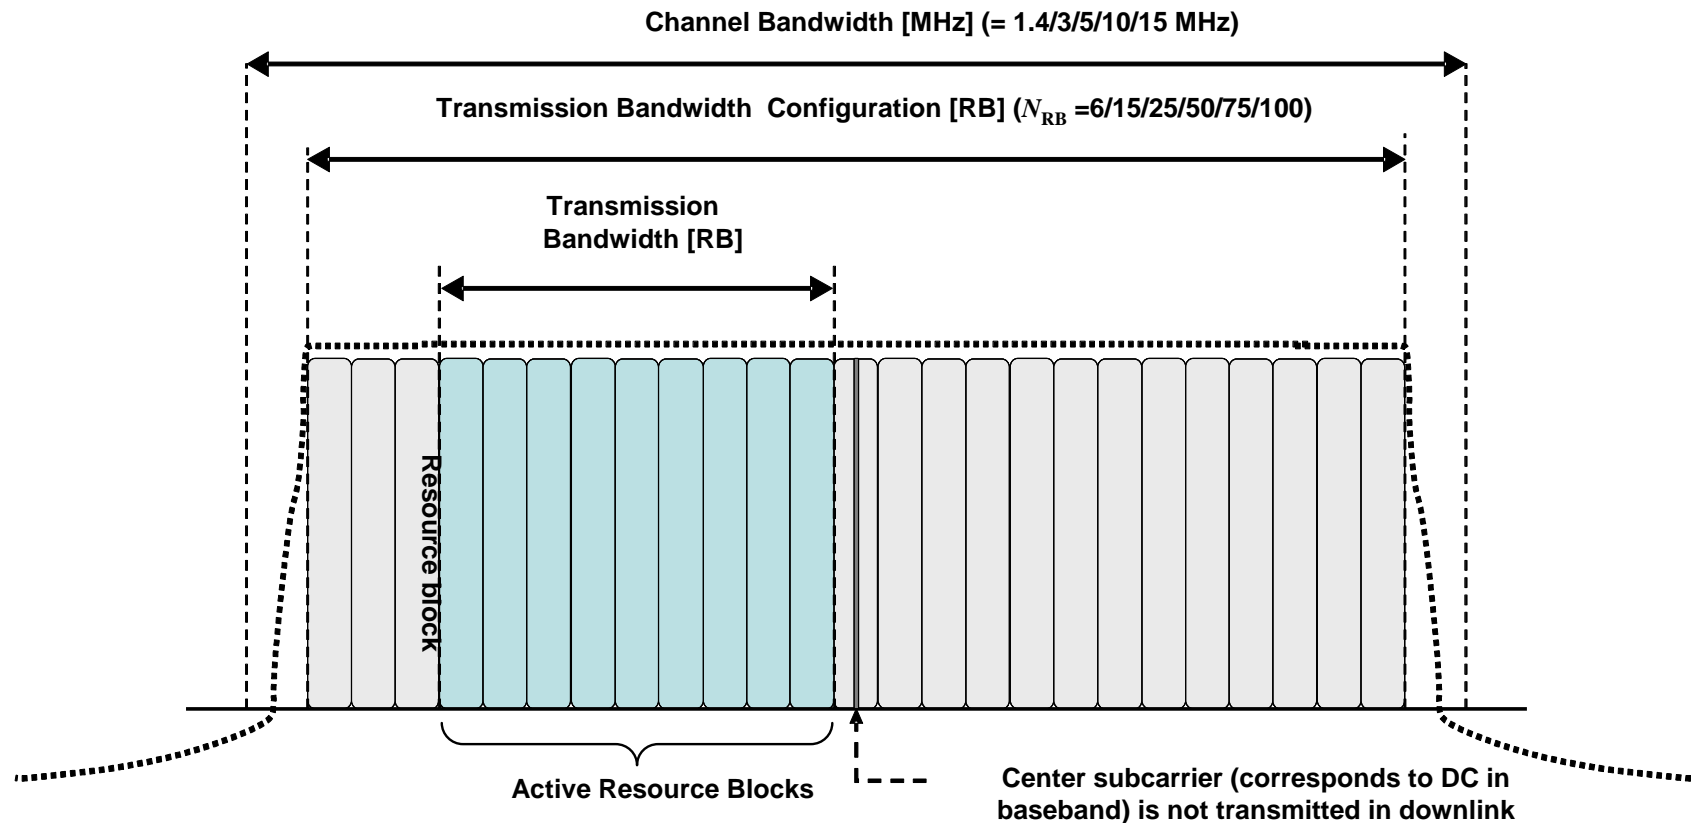 Channel Bandwidth [MHz] (= 1.4/3/5/10/15 MHz)
Transmission Bandwidth Configuration [RB] (N_RB =6/15/25/50/75/100)
Transmission
Bandwidth [RB]
Resource block
Active Resource Blocks
Center subcarrier (corresponds to DC in
baseband) is not transmitted in downlink